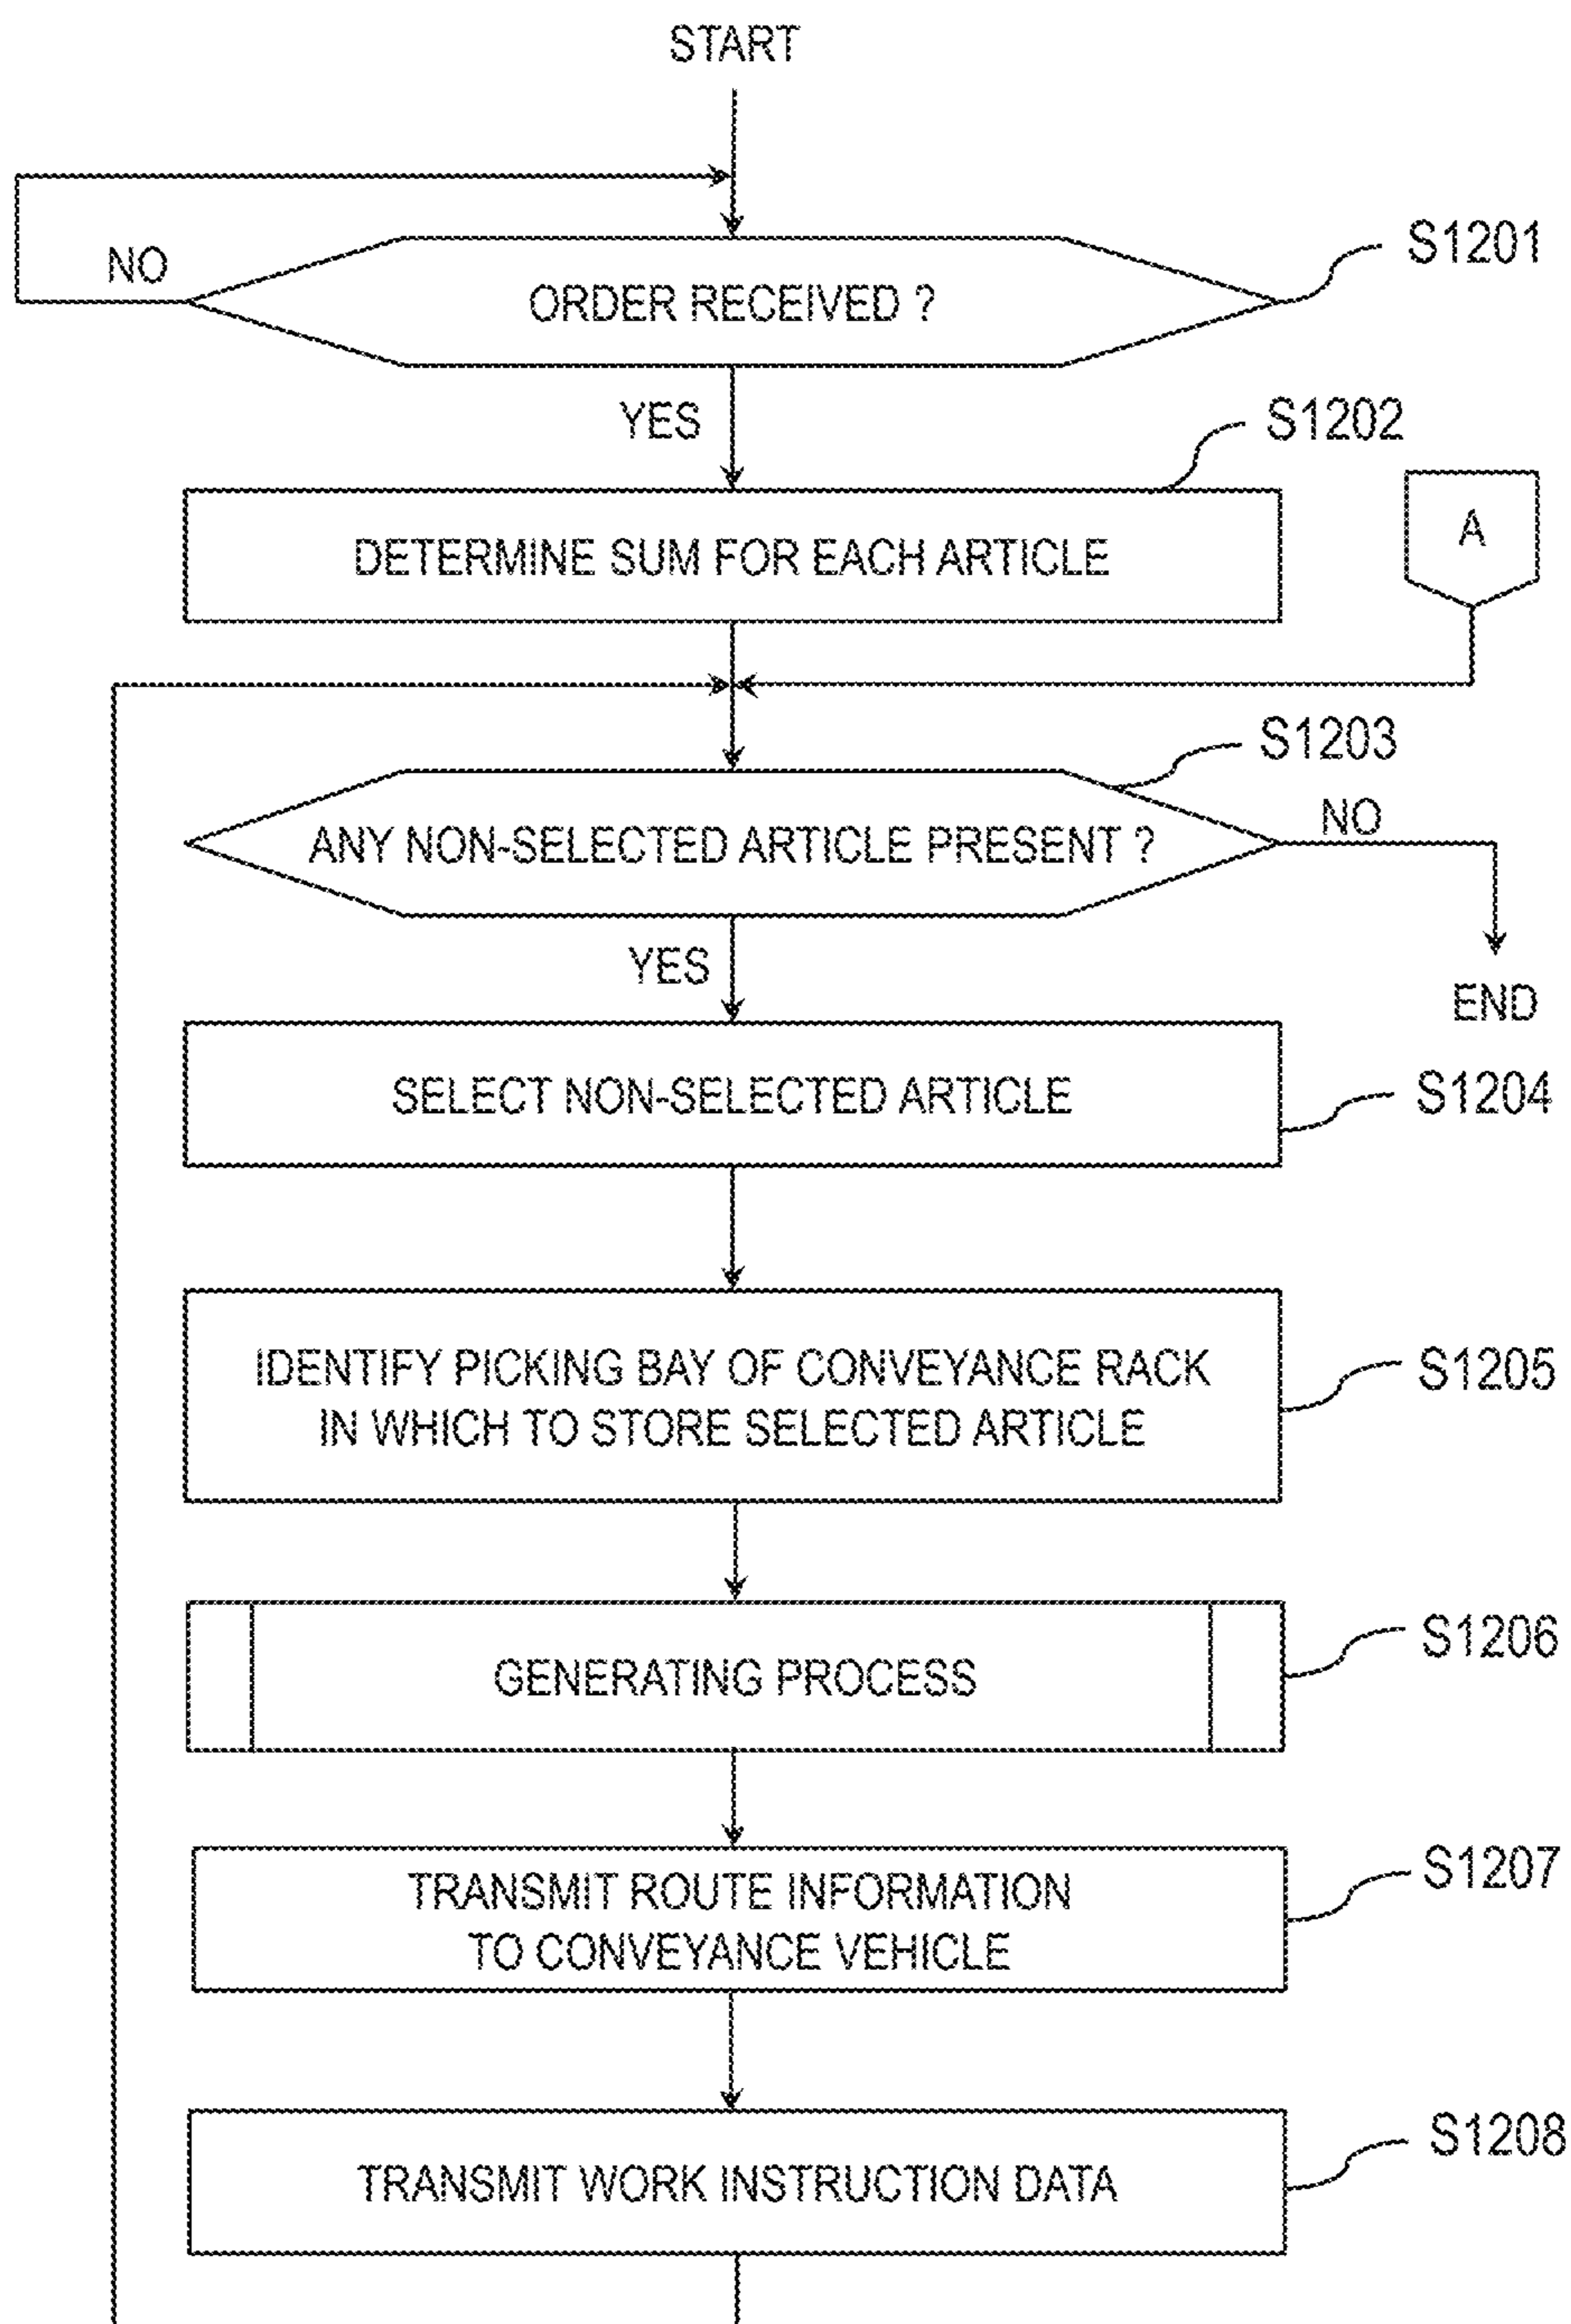 START
NO
S1201
ORDER RECEIVED ?
YES
S1202
DETERMINE SUM FOR EACH ARTICLE
A
S1203
ANY NON-SELECTED ARTICLE PRESENT ?
NO
YES
END
SELECT NON-SELECTED ARTICLE
S1204
IDENTIFY PICKING BAY OF CONVEYANCE RACK
IN WHICH TO STORE SELECTED ARTICLE
S1205
GENERATING PROCESS
S1206
TRANSMIT ROUTE INFORMATION
TO CONVEYANCE VEHICLE
S1207
TRANSMIT WORK INSTRUCTION DATA
S1208